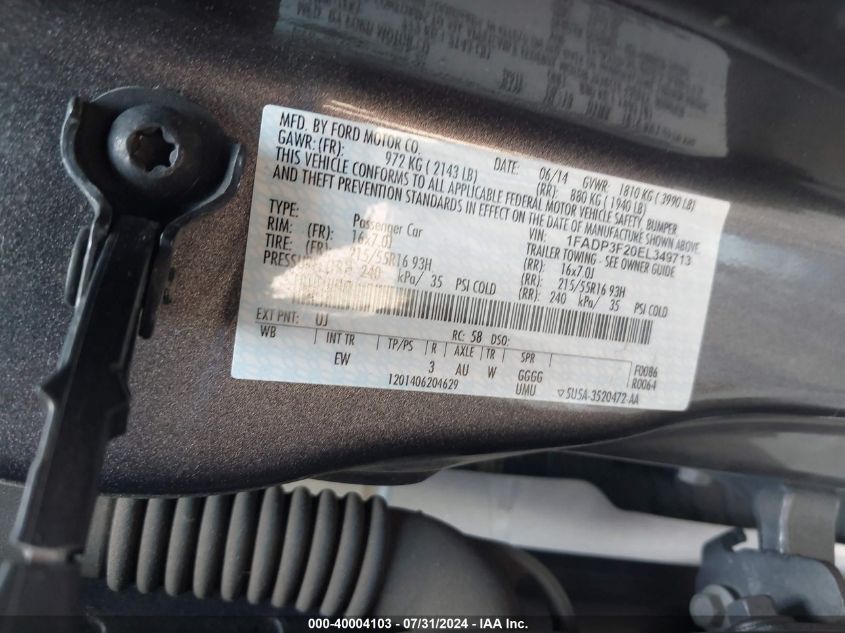 MFD. BY FORD MOTOR CO.
DATE: 06/14 GVWR: 1810 KG ( 3990 LB)
GAWR: (FR): 972 KG ( 2143 LB) (RR): 880 KG ( 1940 LB)
THIS VEHICLE CONFORMS TO ALL APPLICABLE FEDERAL MOTOR VEHICLE SAFETY, BUMPER
AND THEFT PREVENTION STANDARDS IN EFFECT ON THE DATE OF MANUFACTURE SHOWN ABOVE
VIN: 1FADP3F20EL349713
TYPE: Passenger Car TRAILER TOWING - SEE OWNER GUIDE
RIM: (FR): 16x7.0J (RR): 16x7.0J
TIRE: (FR): 215/55R16 93H (RR): 215/55R16 93H
PRESSURE: (FR): 240 kPa/ 35 PSI COLD (RR): 240 kPa/ 35 PSI COLD
EXT PNT: UJ RC: 58 DSO:
WB INT TR TP/PS R AXLE TR SPR F0086
EW 3 AU W GGGG R0064
1201406204629 UMU ▽5U5A-3520472-AA
000-40004103 - 07/31/2024 - IAA Inc.